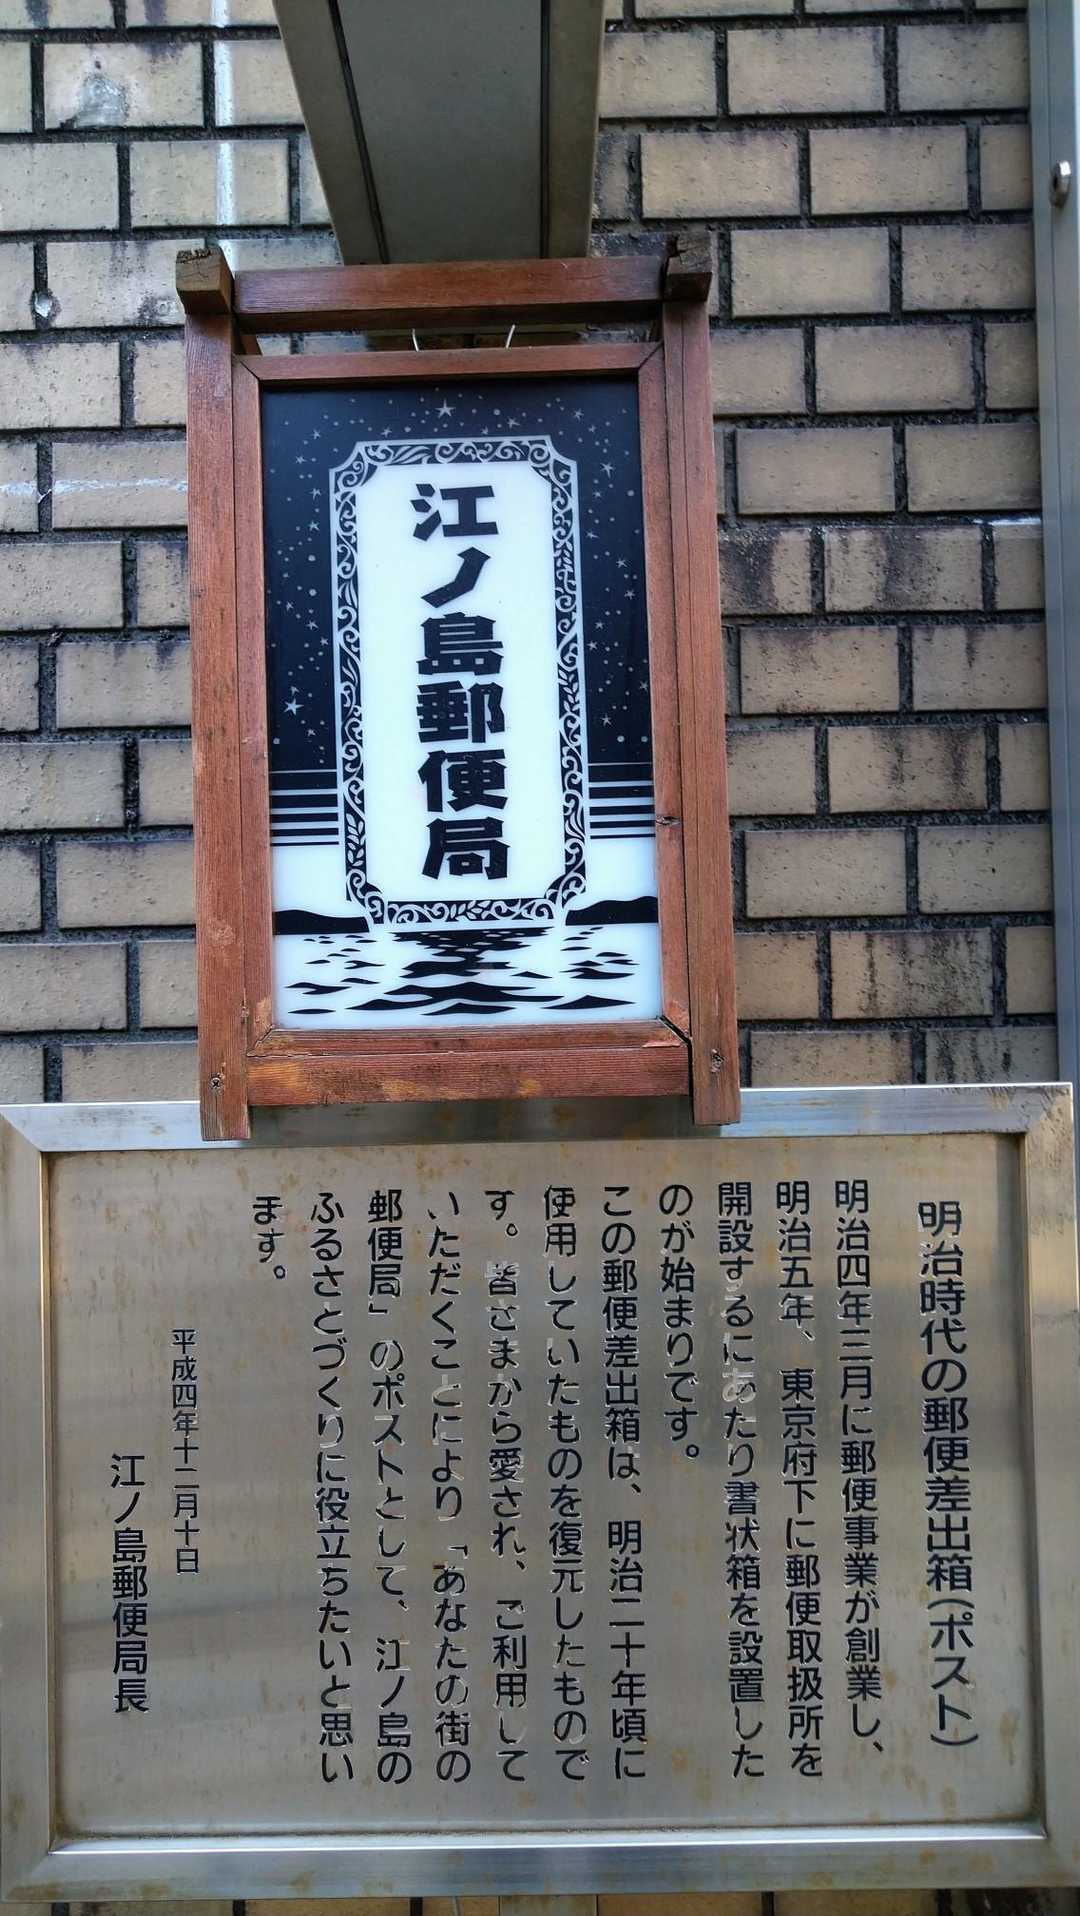 江ノ島郵便局
明治時代の郵便差出箱(ポスト)
明治四年三月に郵便事業が創業し、
明治五年、東京府下に郵便取扱所を
開設するにあたり書状箱を設置した
のが始まりです。
この郵便差出箱は、明治二十年頃に
使用していたものを復元したもので
す。皆さまから愛され、ご利用して
いただくことにより「あなたの街の
郵便局」のポストとして、江ノ島の
ふるさとづくりに役立ちたいと思い
ます。
平成四年十二月十日
江ノ島郵便局長